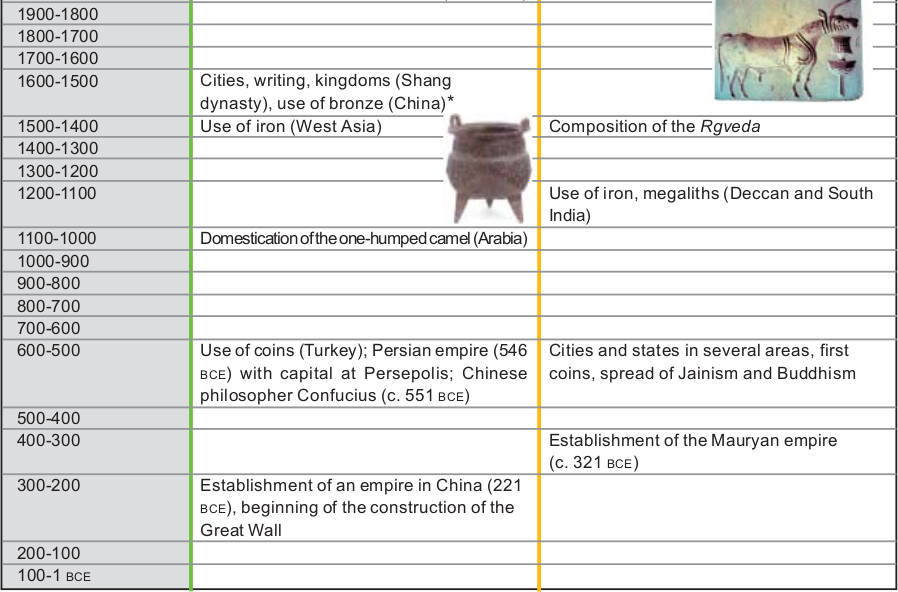 1900-1800
1800-1700
1700-1600
1600-1500
Cities, writing, kingdoms (Shang
dynasty), use of bronze (China)*
1500-1400
Use of iron (West Asia)
Composition of the Rgveda
1400-1300
1300-1200
1200-1100
Use of iron, megaliths (Deccan and South
India)
1100-1000
Domestication of the one-humped camel (Arabia)
1000-900
900-800
800-700
700-600
600-500
Use of coins (Turkey); Persian empire (546
BCE) with capital at Persepolis; Chinese
philosopher Confucius (c. 551 BCE)
Cities and states in several areas, first
coins, spread of Jainism and Buddhism
500-400
400-300
Establishment of the Mauryan empire
(c. 321 BCE)
300-200
Establishment of an empire in China (221
BCE), beginning of the construction of the
Great Wall
200-100
100-1 BCE